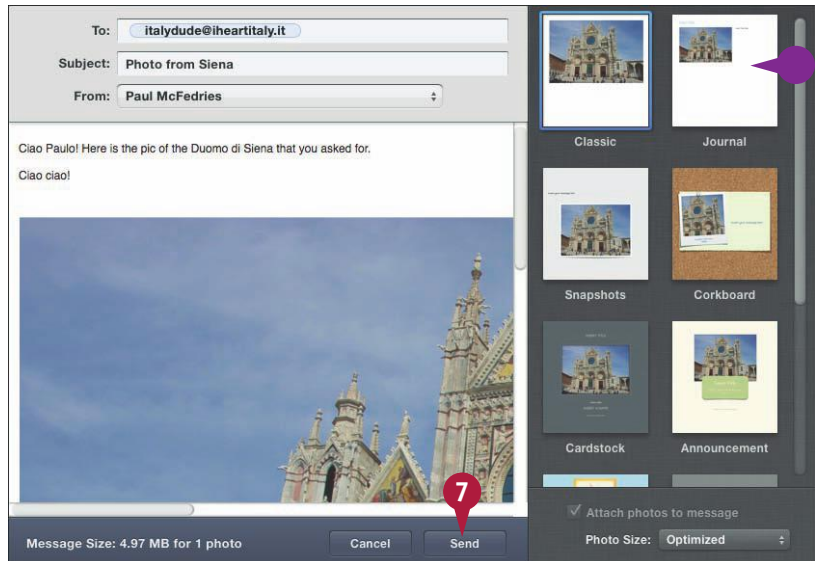 To: italydude@iheartitaly.it
Subject: Photo from Siena
From: Paul McFedries
Ciao Paulo! Here is the pic of the Duomo di Siena that you asked for.
Ciao ciao!
7
Message Size: 4.97 MB for 1 photo
Cancel
Send
Classic
Journal
Snapshots
Corkboard
Cardstock
Announcement
Attach photos to message
Photo Size: Optimized